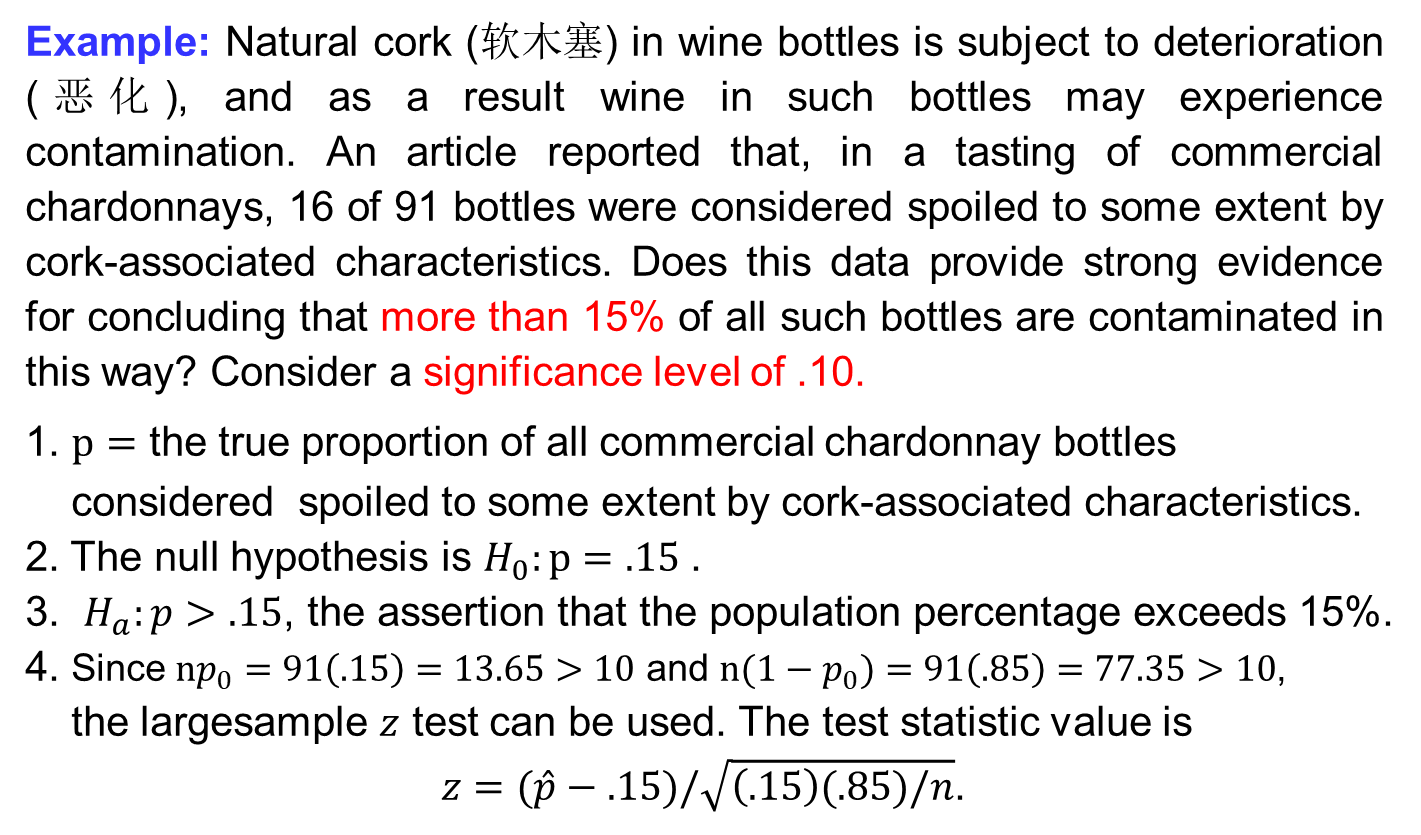 Example: Natural cork (软木塞) in wine bottles is subject to deterioration
(恶化), and as a result wine in such bottles may experience
contamination. An article reported that, in a tasting of commercial
chardonnays, 16 of 91 bottles were considered spoiled to some extent by
cork-associated characteristics. Does this data provide strong evidence
for concluding that more than 15% of all such bottles are contaminated in
this way? Consider a significance level of .10.
1. p = the true proportion of all commercial chardonnay bottles
considered spoiled to some extent by cork-associated characteristics.
2. The null hypothesis is H₀: p = .15 .
3. Hₐ: p > .15, the assertion that the population percentage exceeds 15%.
4. Since np₀ = 91(.15) = 13.65 > 10 and n(1 − p₀) = 91(.85) = 77.35 > 10,
the largesample z test can be used. The test statistic value is
z = (p̂ − .15)/√(.15)(.85)/n.